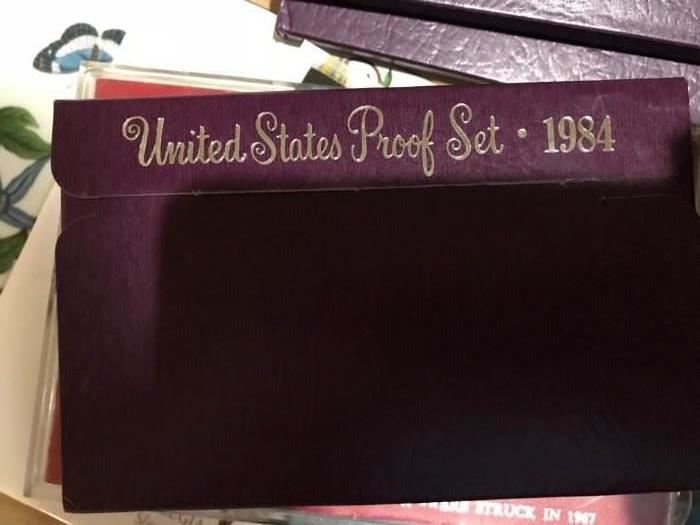 United States Proof Set · 1984
STRUCK IN 1967